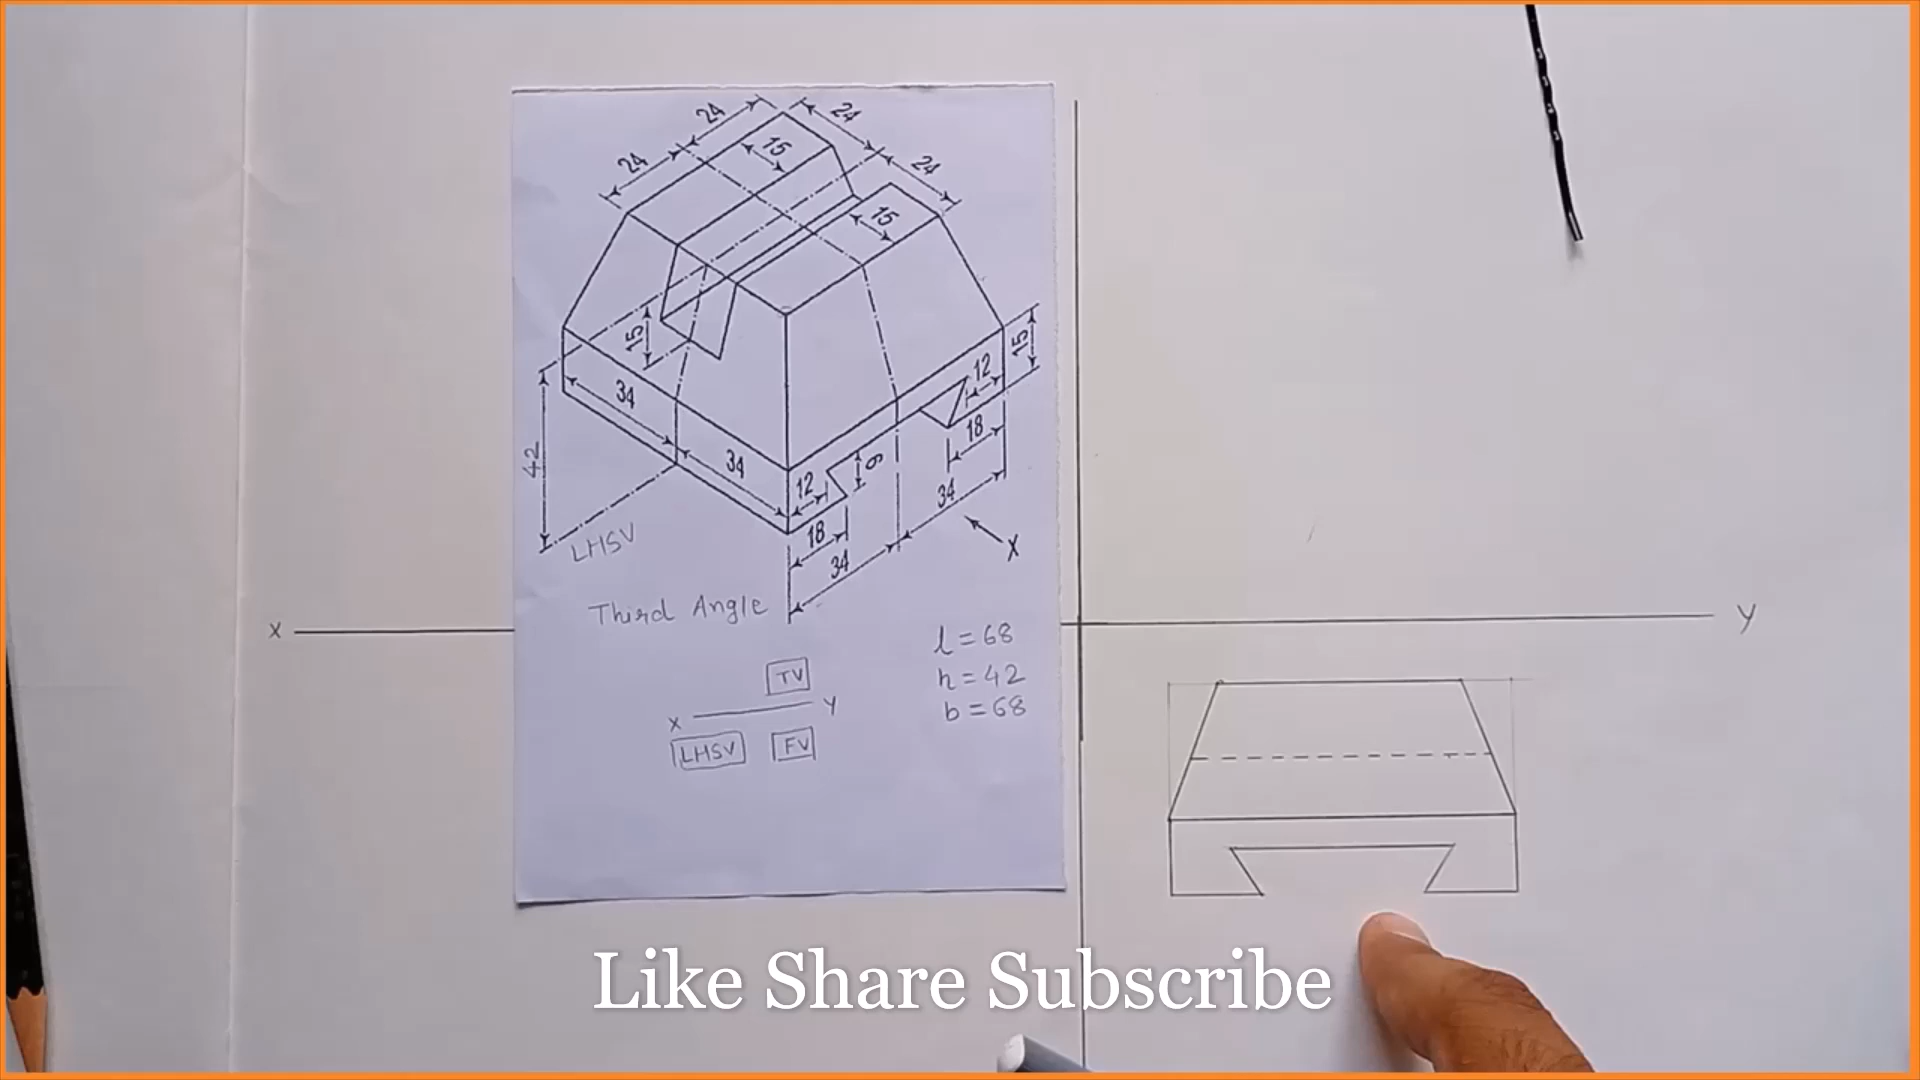 24
24
15
24
24
15
15
15
12
34
34
42
9
18
12
34
18
34
X
LHSV
Third Angle
X
Y
l = 68
h = 42
b = 68
TV
X
Y
LHSV
FV
Like Share Subscribe